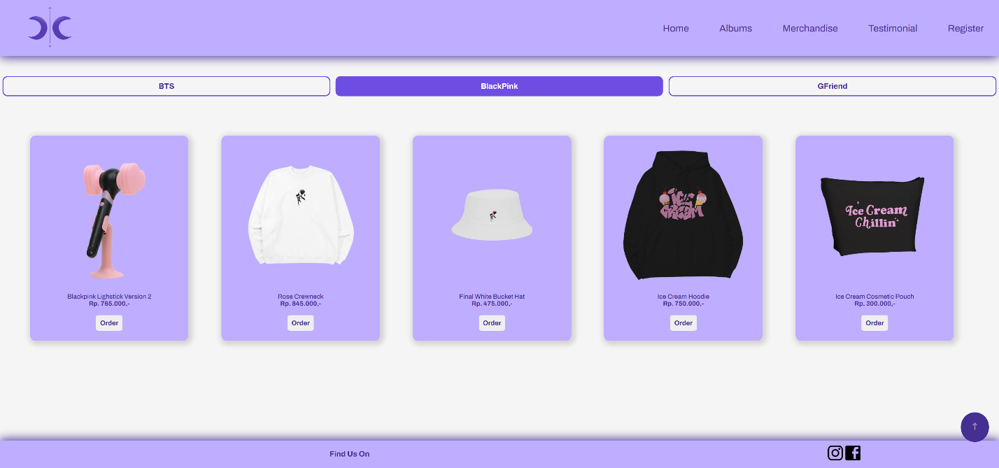 Home Albums Merchandise Testimonial Register
BTS BlackPink GFriend
Ice Cream
Ice Cream
Chillin
Blackpink Lighstick Version 2
Rp. 765.000,-
Order
Rose Crewneck
Rp. 845.000,-
Order
Final White Bucket Hat
Rp. 475.000,-
Order
Ice Cream Hoodie
Rp. 750.000,-
Order
Ice Cream Cosmetic Pouch
Rp. 300.000,-
Order
Find Us On